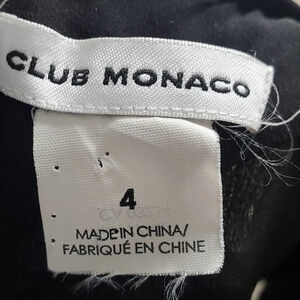 CLUB MONACO
4
MADE IN CHINA/
FABRIQUÉ EN CHINE